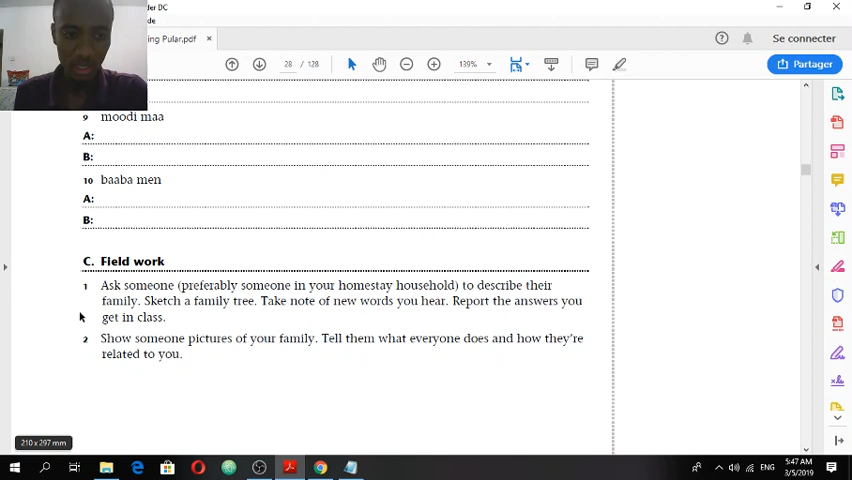 der DC
de
ing Pular.pdf
Se connecter
28 / 128
139%
Partager
9 moodi maa
A:
B:
10 baaba men
A:
B:
C. Field work
1 Ask someone (preferably someone in your homestay household) to describe their
family. Sketch a family tree. Take note of new words you hear. Report the answers you
get in class.
2 Show someone pictures of your family. Tell them what everyone does and how they're
related to you.
210 x 297 mm
ENG
5:47 AM
3/5/2019